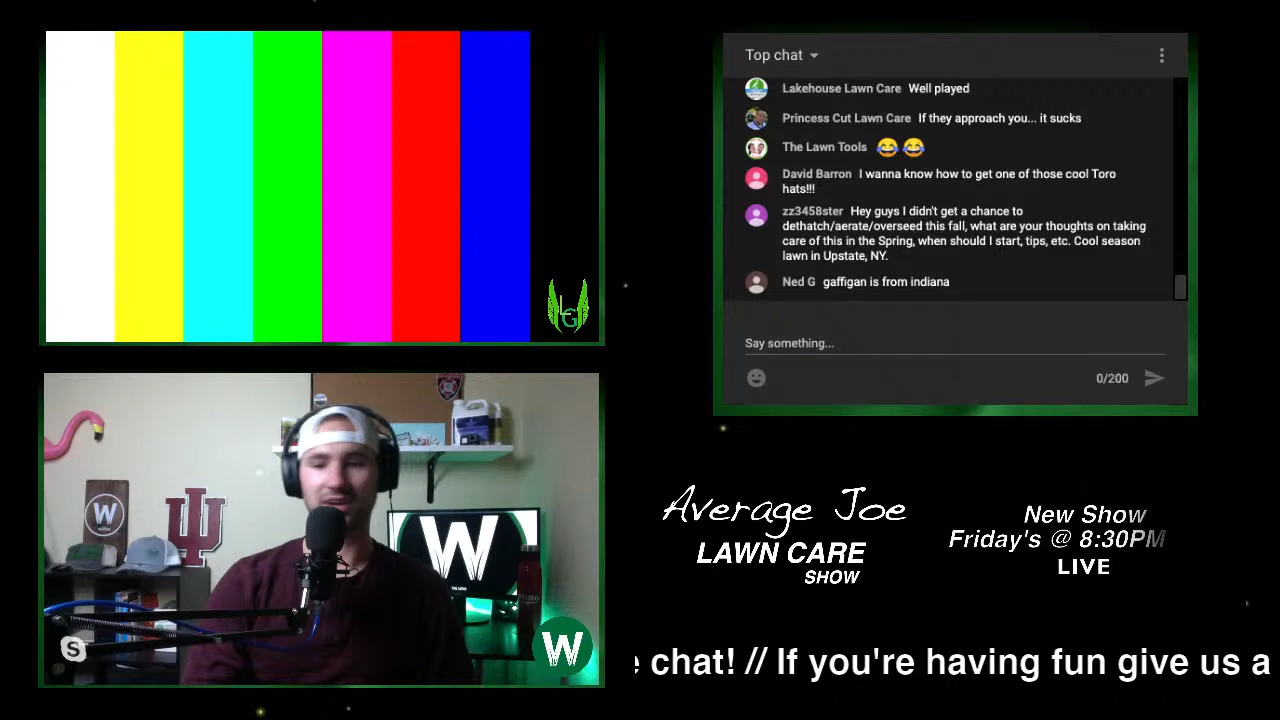 LG
Top chat
Lakehouse Lawn Care Well played
Princess Cut Lawn Care If they approach you... it sucks
The Lawn Tools 😂😂
David Barron I wanna know how to get one of those cool Toro
hats!!!
zz3458ster Hey guys I didn't get a chance to
dethatch/aerate/overseed this fall, what are your thoughts on taking
care of this in the Spring, when should I start, tips, etc. Cool season
lawn in Upstate, NY.
Ned G gaffigan is from indiana
Say something...
0/200
W
IU
W
TORO
S
W
Average Joe
LAWN CARE
SHOW
New Show
Friday's @ 8:30PM
LIVE
chat! // If you're having fun give us a